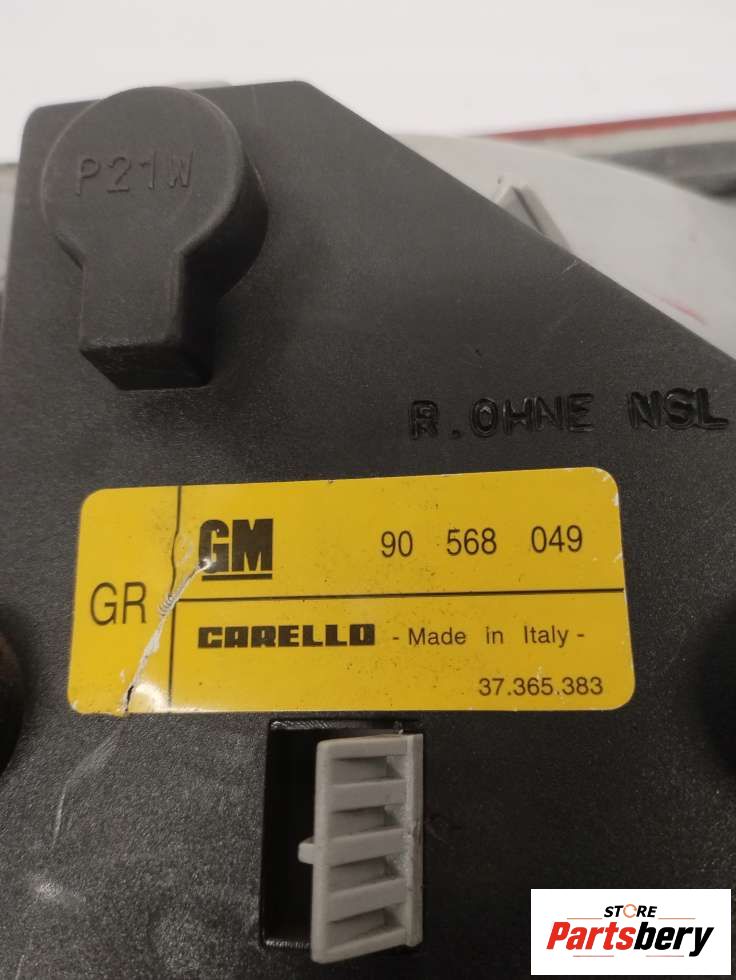 P21W
R.OHNE NSL
GM 90 568 049
GR
CARELLO - Made in Italy -
37.365.383
STORE
Partsbery